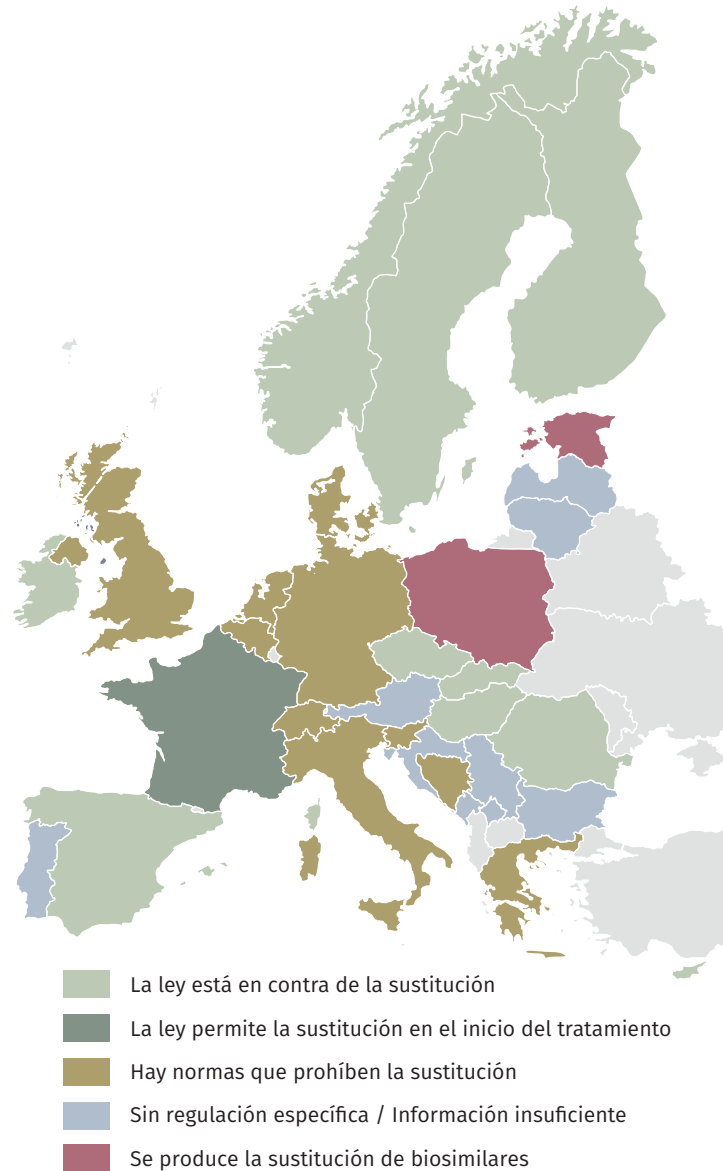 La ley está en contra de la sustitución
La ley permite la sustitución en el inicio del tratamiento
Hay normas que prohíben la sustitución
Sin regulación específica / Información insuficiente
Se produce la sustitución de biosimilares